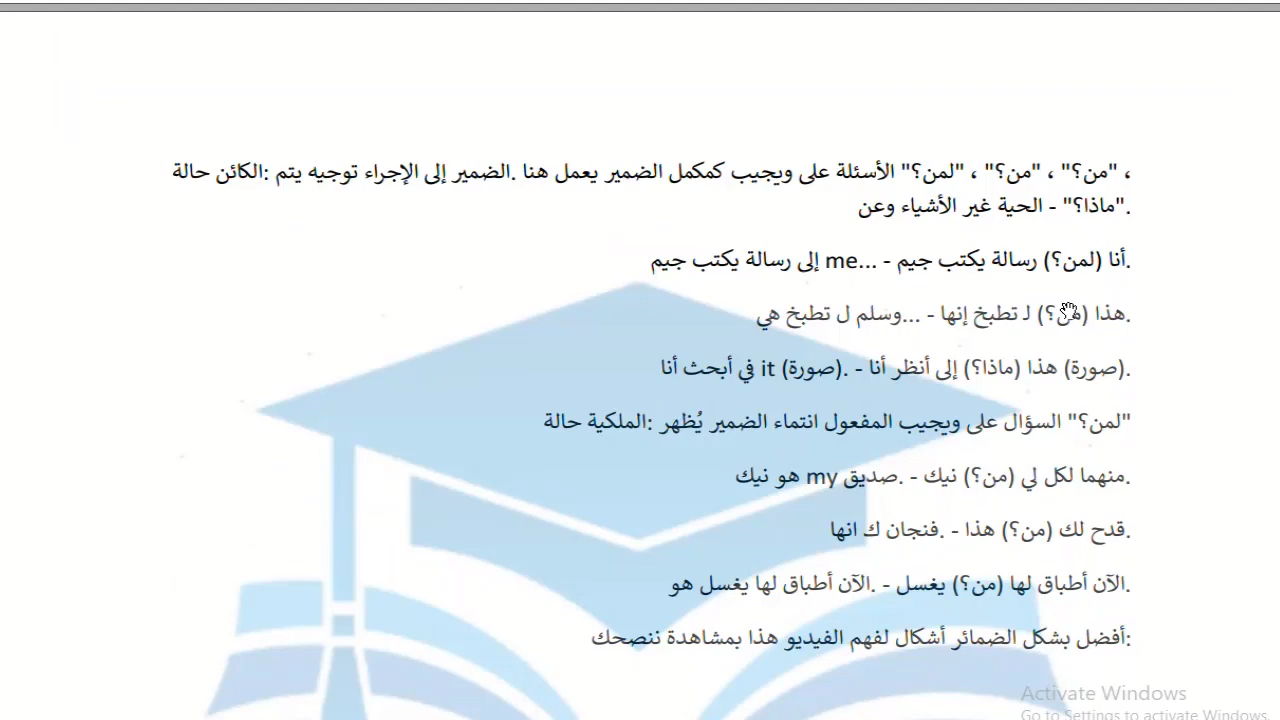 ، "من؟" ، "من؟" ، "لمن؟" الأسئلة على ويجيب كمكمل الضمير يعمل هنا .الضمير إلى الإجراء توجيه يتم :الكائن حالة
."ماذا؟" - الحية غير الأشياء وعن
.أنا (لمن؟) رسالة يكتب جيم - ...me إلى رسالة يكتب جيم
.هذا (من؟) لـ تطبخ إنها - ...وسلم ل تطبخ هي
.(صورة) هذا (ماذا؟) إلى أنظر أنا - .(صورة) it في أبحث أنا
"لمن؟" السؤال على ويجيب المفعول انتماء الضمير يُظهر :الملكية حالة
.منهما لكل لي (من؟) نيك - .صديق my هو نيك
.قدح لك (من؟) هذا - .فنجان ك انها
.الآن أطباق لها (من؟) يغسل - .الآن أطباق لها يغسل هو
:أفضل بشكل الضمائر أشكال لفهم الفيديو هذا بمشاهدة ننصحك
Activate Windows
Go to Settings to activate Windows.